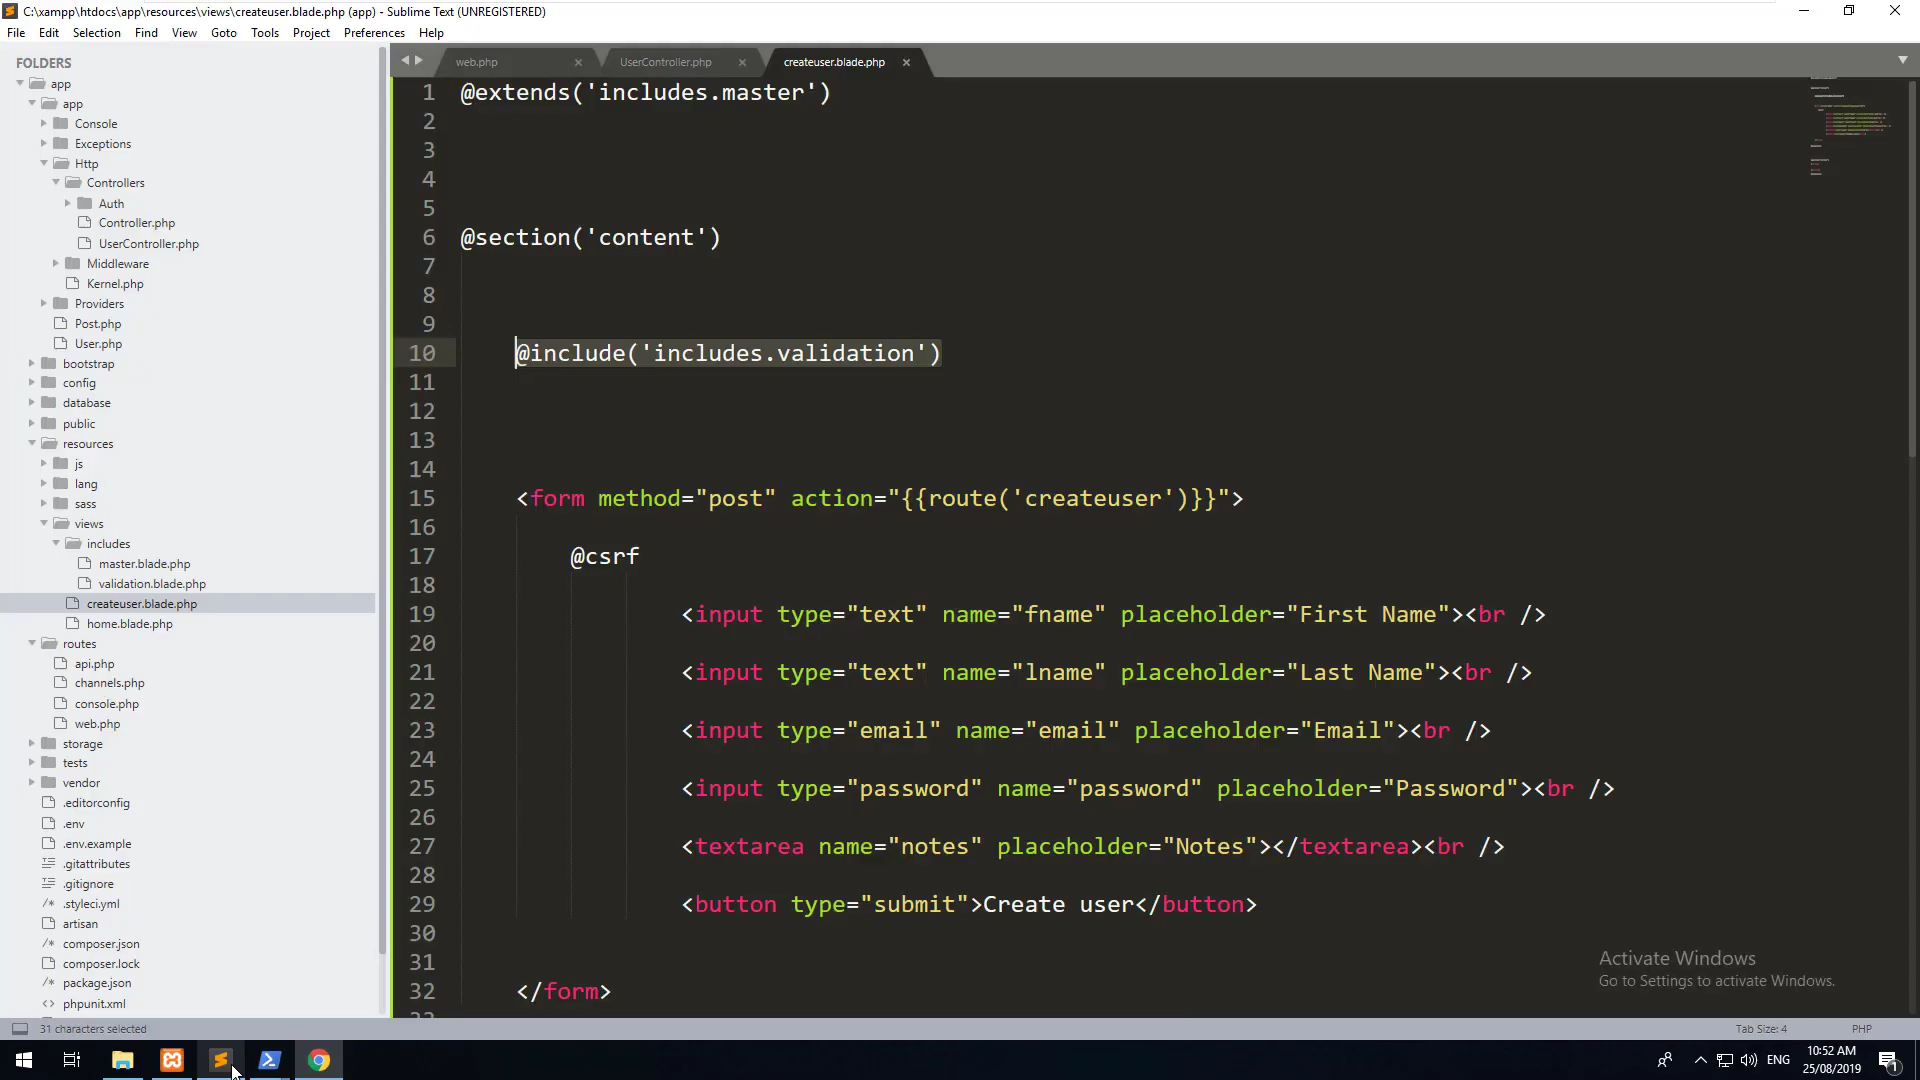 C:\xampp\htdocs\app\resources\views\createuser.blade.php (app) - Sublime Text (UNREGISTERED)
File Edit Selection Find View Goto Tools Project Preferences Help
FOLDERS
app
app
Console
Exceptions
Http
Controllers
Auth
Controller.php
UserController.php
Middleware
Kernel.php
Providers
Post.php
User.php
bootstrap
config
database
public
resources
js
lang
sass
views
includes
master.blade.php
validation.blade.php
createuser.blade.php
home.blade.php
routes
api.php
channels.php
console.php
web.php
storage
tests
vendor
.editorconfig
.env
.env.example
.gitattributes
.gitignore
/* .styleci.yml
artisan
/* composer.json
composer.lock
/* package.json
<> phpunit.xml
web.php × UserController.php × createuser.blade.php ×
1 @extends('includes.master')
2
3
4
5
6 @section('content')
7
8
9
10 @include('includes.validation')
11
12
13
14
15 <form method="post" action="{{route('createuser')}}">
16
17 @csrf
18
19 <input type="text" name="fname" placeholder="First Name"><br />
20
21 <input type="text" name="lname" placeholder="Last Name"><br />
22
23 <input type="email" name="email" placeholder="Email"><br />
24
25 <input type="password" name="password" placeholder="Password"><br />
26
27 <textarea name="notes" placeholder="Notes"></textarea><br />
28
29 <button type="submit">Create user</button>
30
31
32 </form>
Activate Windows
Go to Settings to activate Windows.
31 characters selected Tab Size: 4 PHP
ENG 10:52 AM
25/08/2019
1